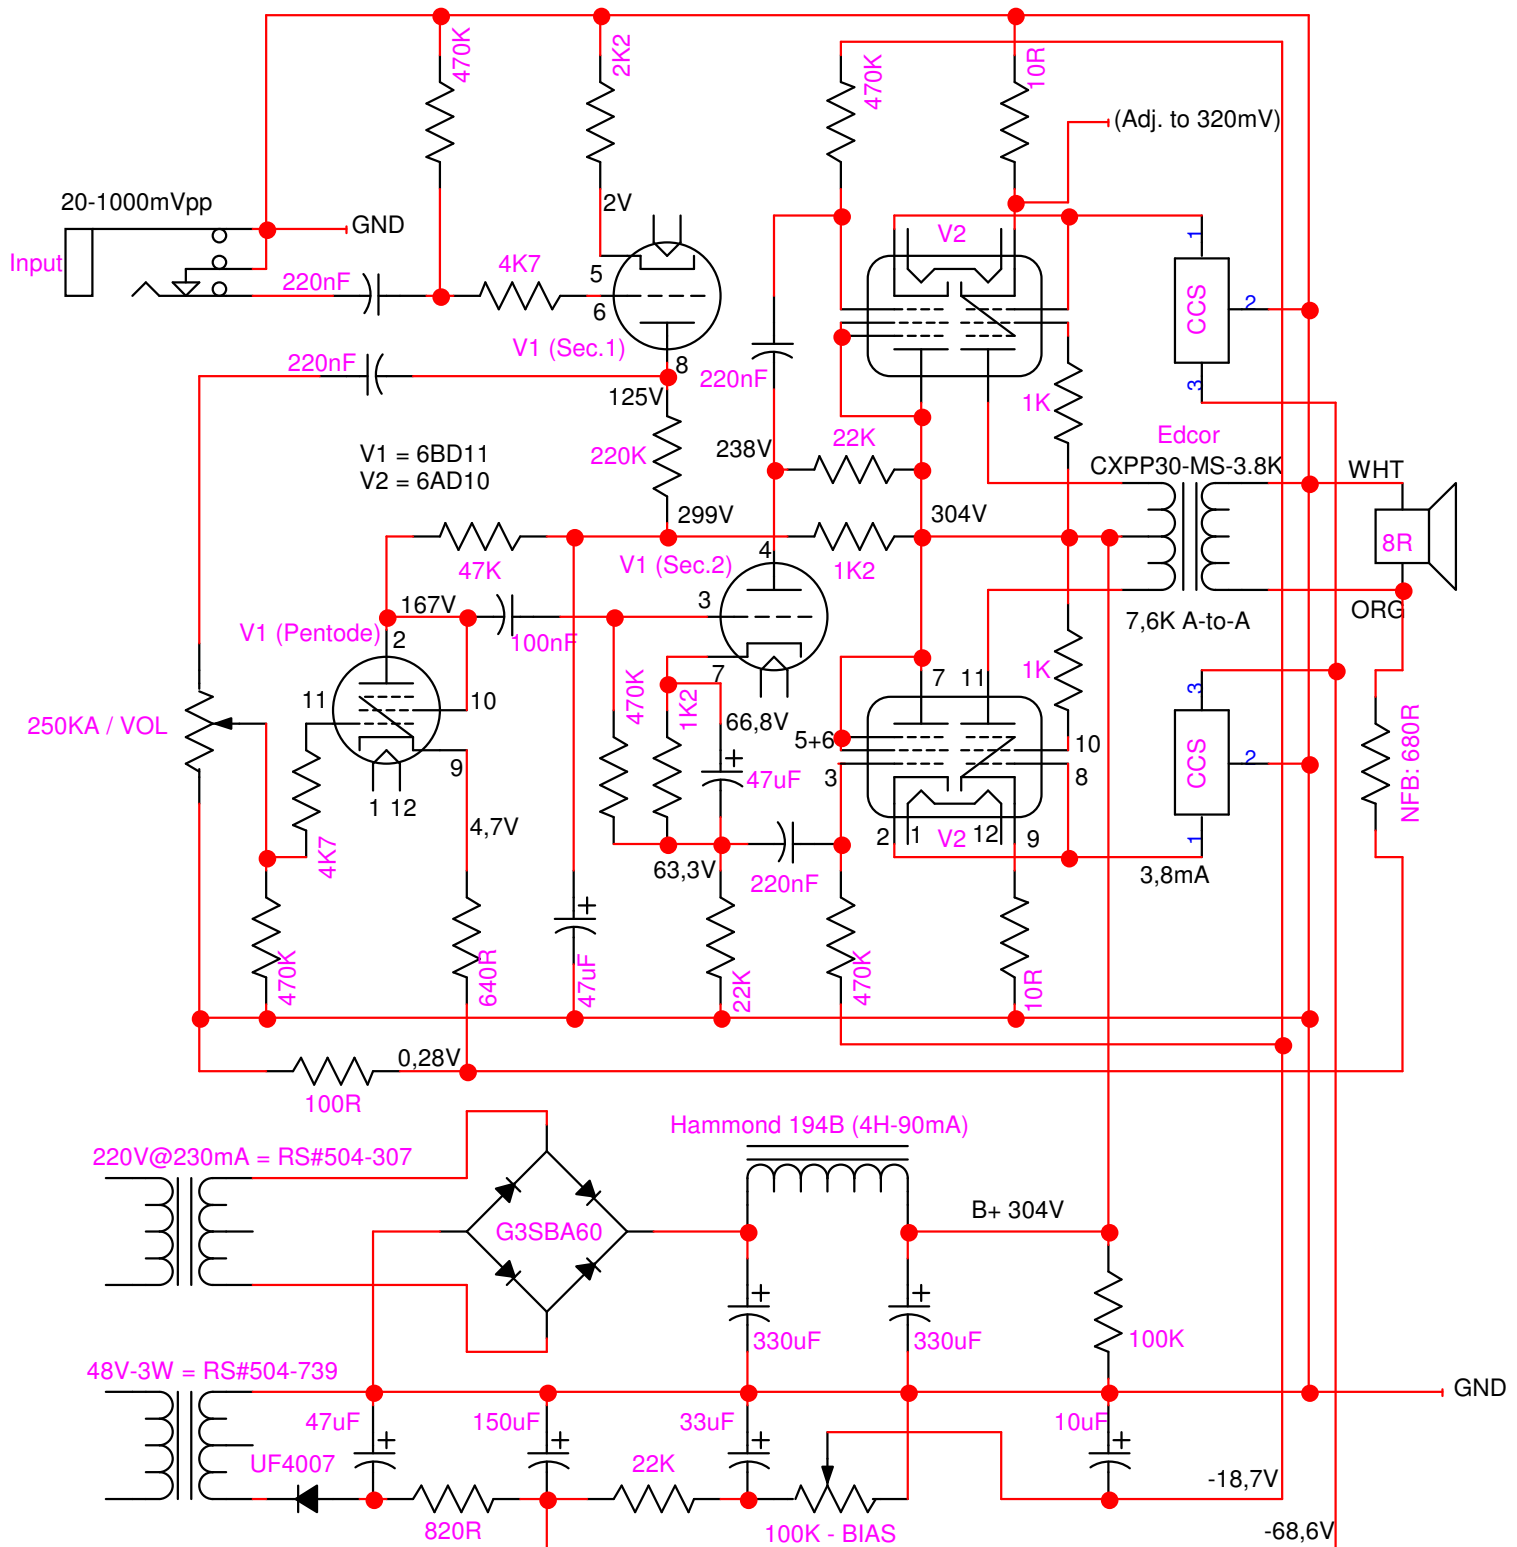 470K
2K2
470K
10R
(Adj. to 320mV)
20-1000mVpp
2V
GND
V2
1
Input
4K7
5
220nF
6
2
CCS
V1 (Sec.1)
220nF
8
220nF
3
125V
1K
V1 = 6BD11
22K
Edcor
220K
238V
V2 = 6AD10
CXPP30-MS-3.8K
WHT
299V
304V
8R
47K
V1 (Sec.2)
4
1K2
167V
3
ORG
V1 (Pentode)
2
100nF
7,6K A-to-A
1K
7
7
11
3
11
10
470K
1K2
66,8V
250KA / VOL
5+6
10
2
CCS
9
47uF
3
8
NFB: 680R
1
12
4,7V
2
1
V2
12
9
1
4K7
63,3V
220nF
3,8mA
470K
640R
47uF
22K
470K
10R
0,28V
100R
Hammond 194B (4H-90mA)
220V@230mA = RS#504-307
B+ 304V
G3SBA60
330uF
330uF
100K
48V-3W = RS#504-739
GND
47uF
150uF
33uF
10uF
UF4007
22K
-18,7V
820R
100K - BIAS
-68,6V